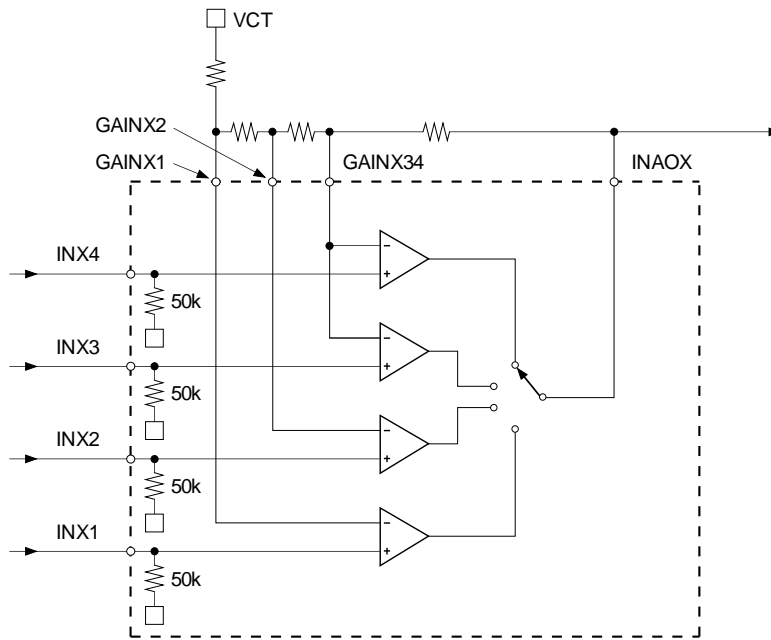 VCT
GAINX2
GAINX1
GAINX34
INAOX
INX4
50k
INX3
50k
INX2
50k
INX1
50k